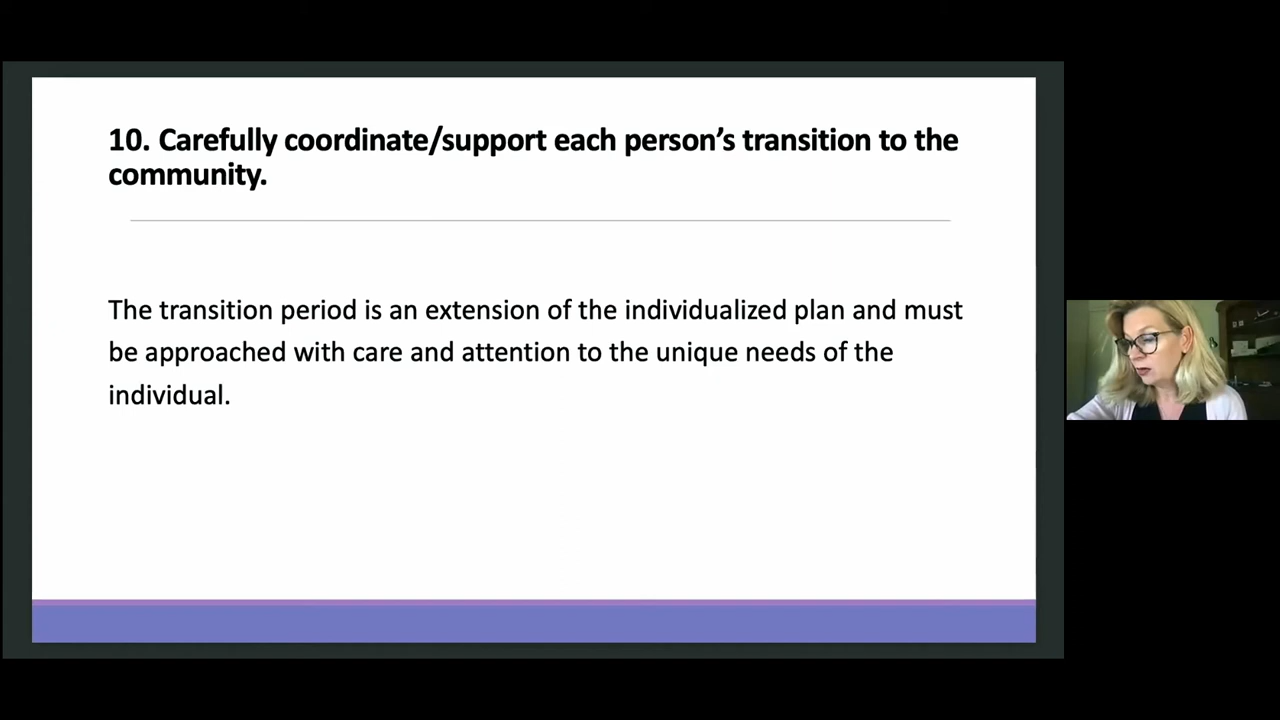 10. Carefully coordinate/support each person’s transition to the
community.
The transition period is an extension of the individualized plan and must
be approached with care and attention to the unique needs of the
individual.